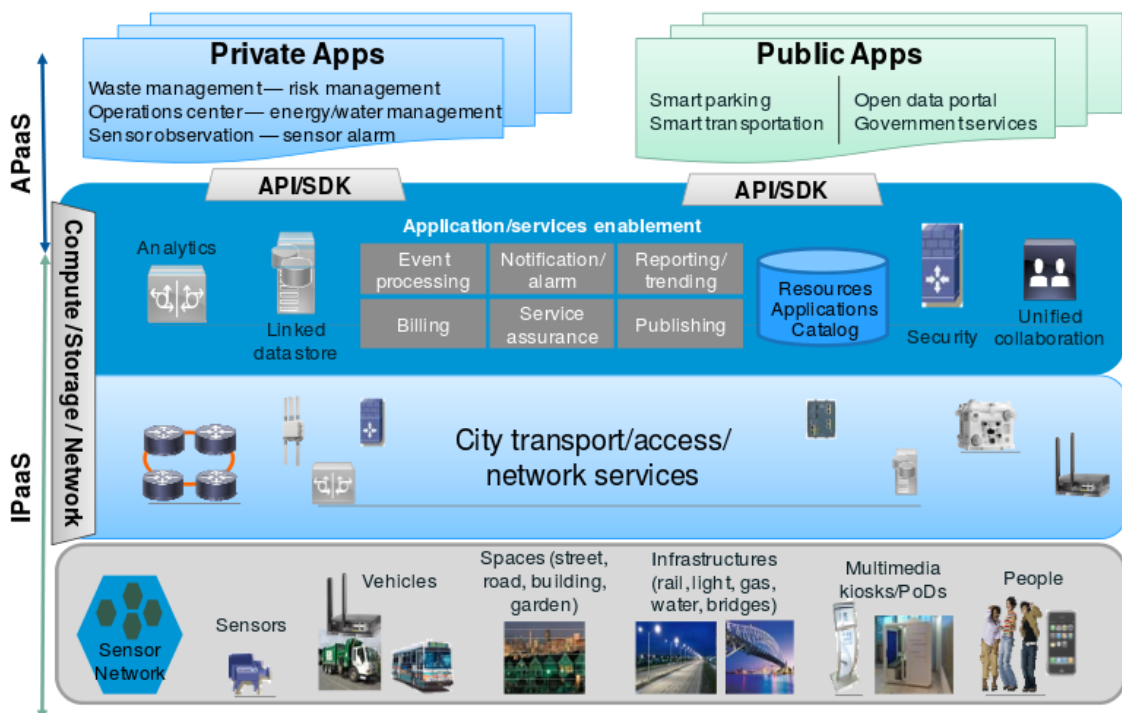 Private Apps
Waste management — risk management
Operations center — energy/water management
Sensor observation — sensor alarm
Public Apps
Smart parking
Smart transportation
Open data portal
Government services
APaaS
API/SDK
API/SDK
Compute /Storage / Network
Application/services enablement
Analytics
Linked
data store
Event
processing
Notification/
alarm
Reporting/
trending
Billing
Service
assurance
Publishing
Resources
Applications
Catalog
Security
Unified
collaboration
IPaaS
City transport/access/
network services
Sensor
Network
Sensors
Vehicles
Spaces (street,
road, building,
garden)
Infrastructures
(rail, light, gas,
water, bridges)
Multimedia
kiosks/PoDs
People